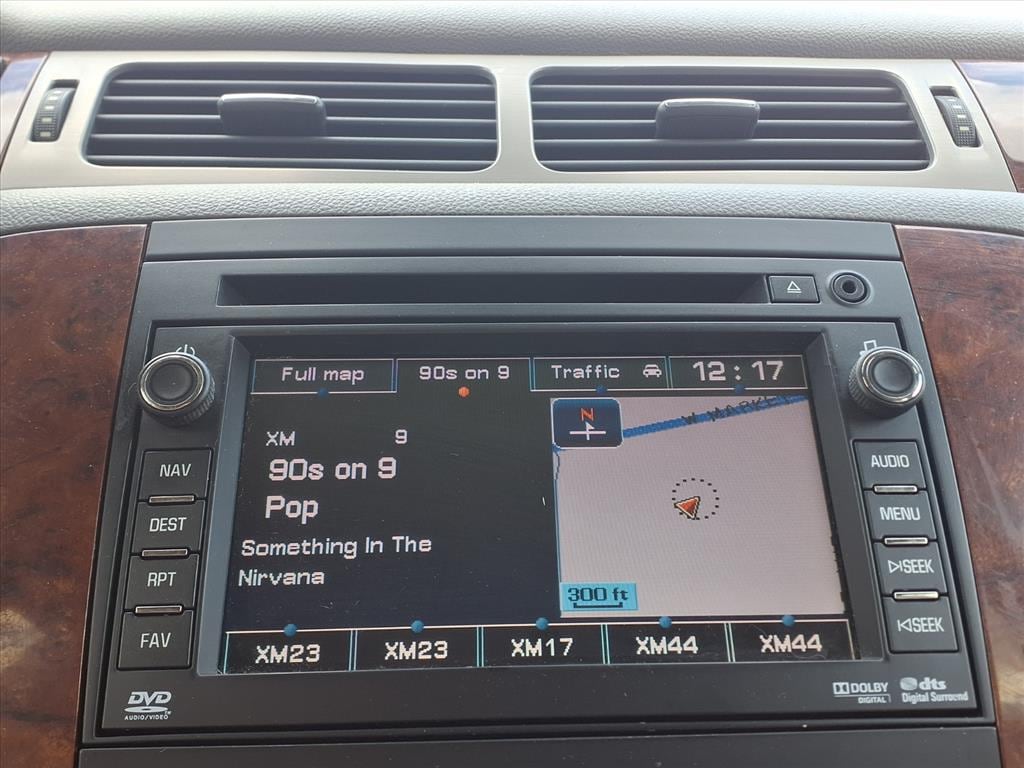 Full map
90s on 9
Traffic
12:17
N
W MARKET
XM 9
90s on 9
Pop
Something In The
Nirvana
300 ft
XM23
XM23
XM17
XM44
XM44
NAV
DEST
RPT
FAV
AUDIO
MENU
SEEK
SEEK
DVD
AUDIO/VIDEO
DOLBY
DIGITAL
dts
Digital Surround